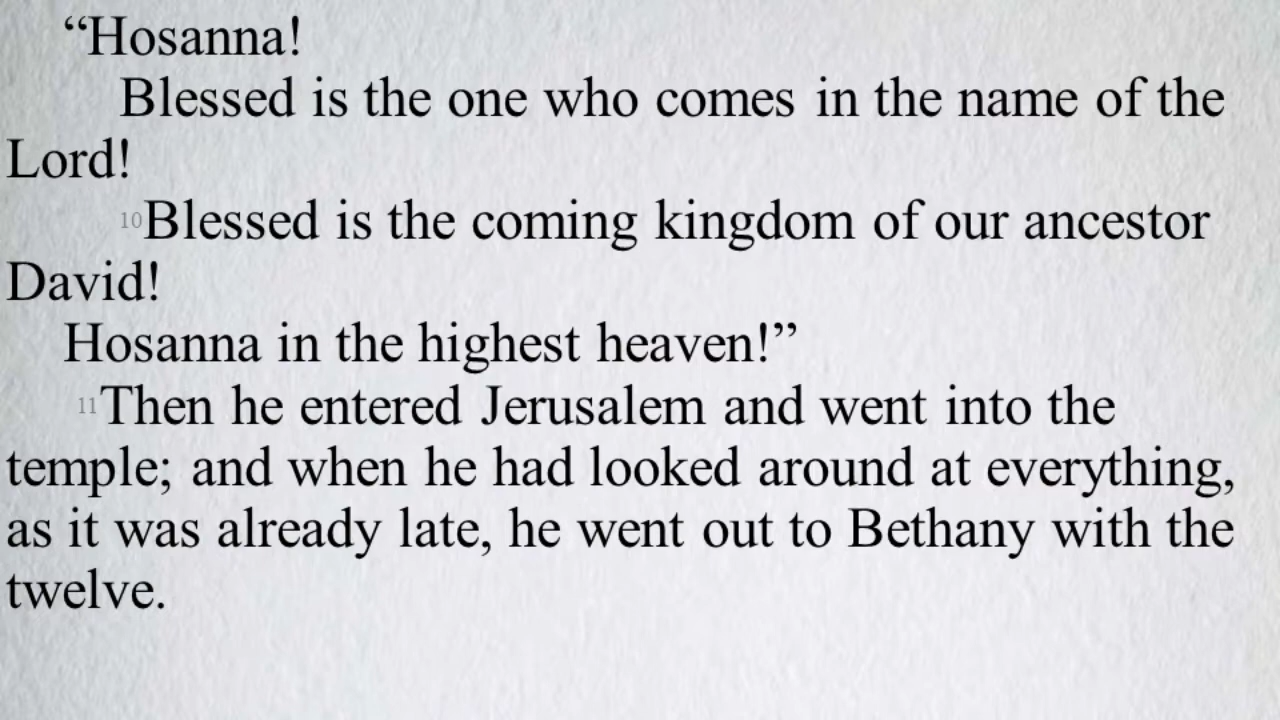 “Hosanna!
Blessed is the one who comes in the name of the
Lord!
10Blessed is the coming kingdom of our ancestor
David!
Hosanna in the highest heaven!”
11Then he entered Jerusalem and went into the
temple; and when he had looked around at everything,
as it was already late, he went out to Bethany with the
twelve.